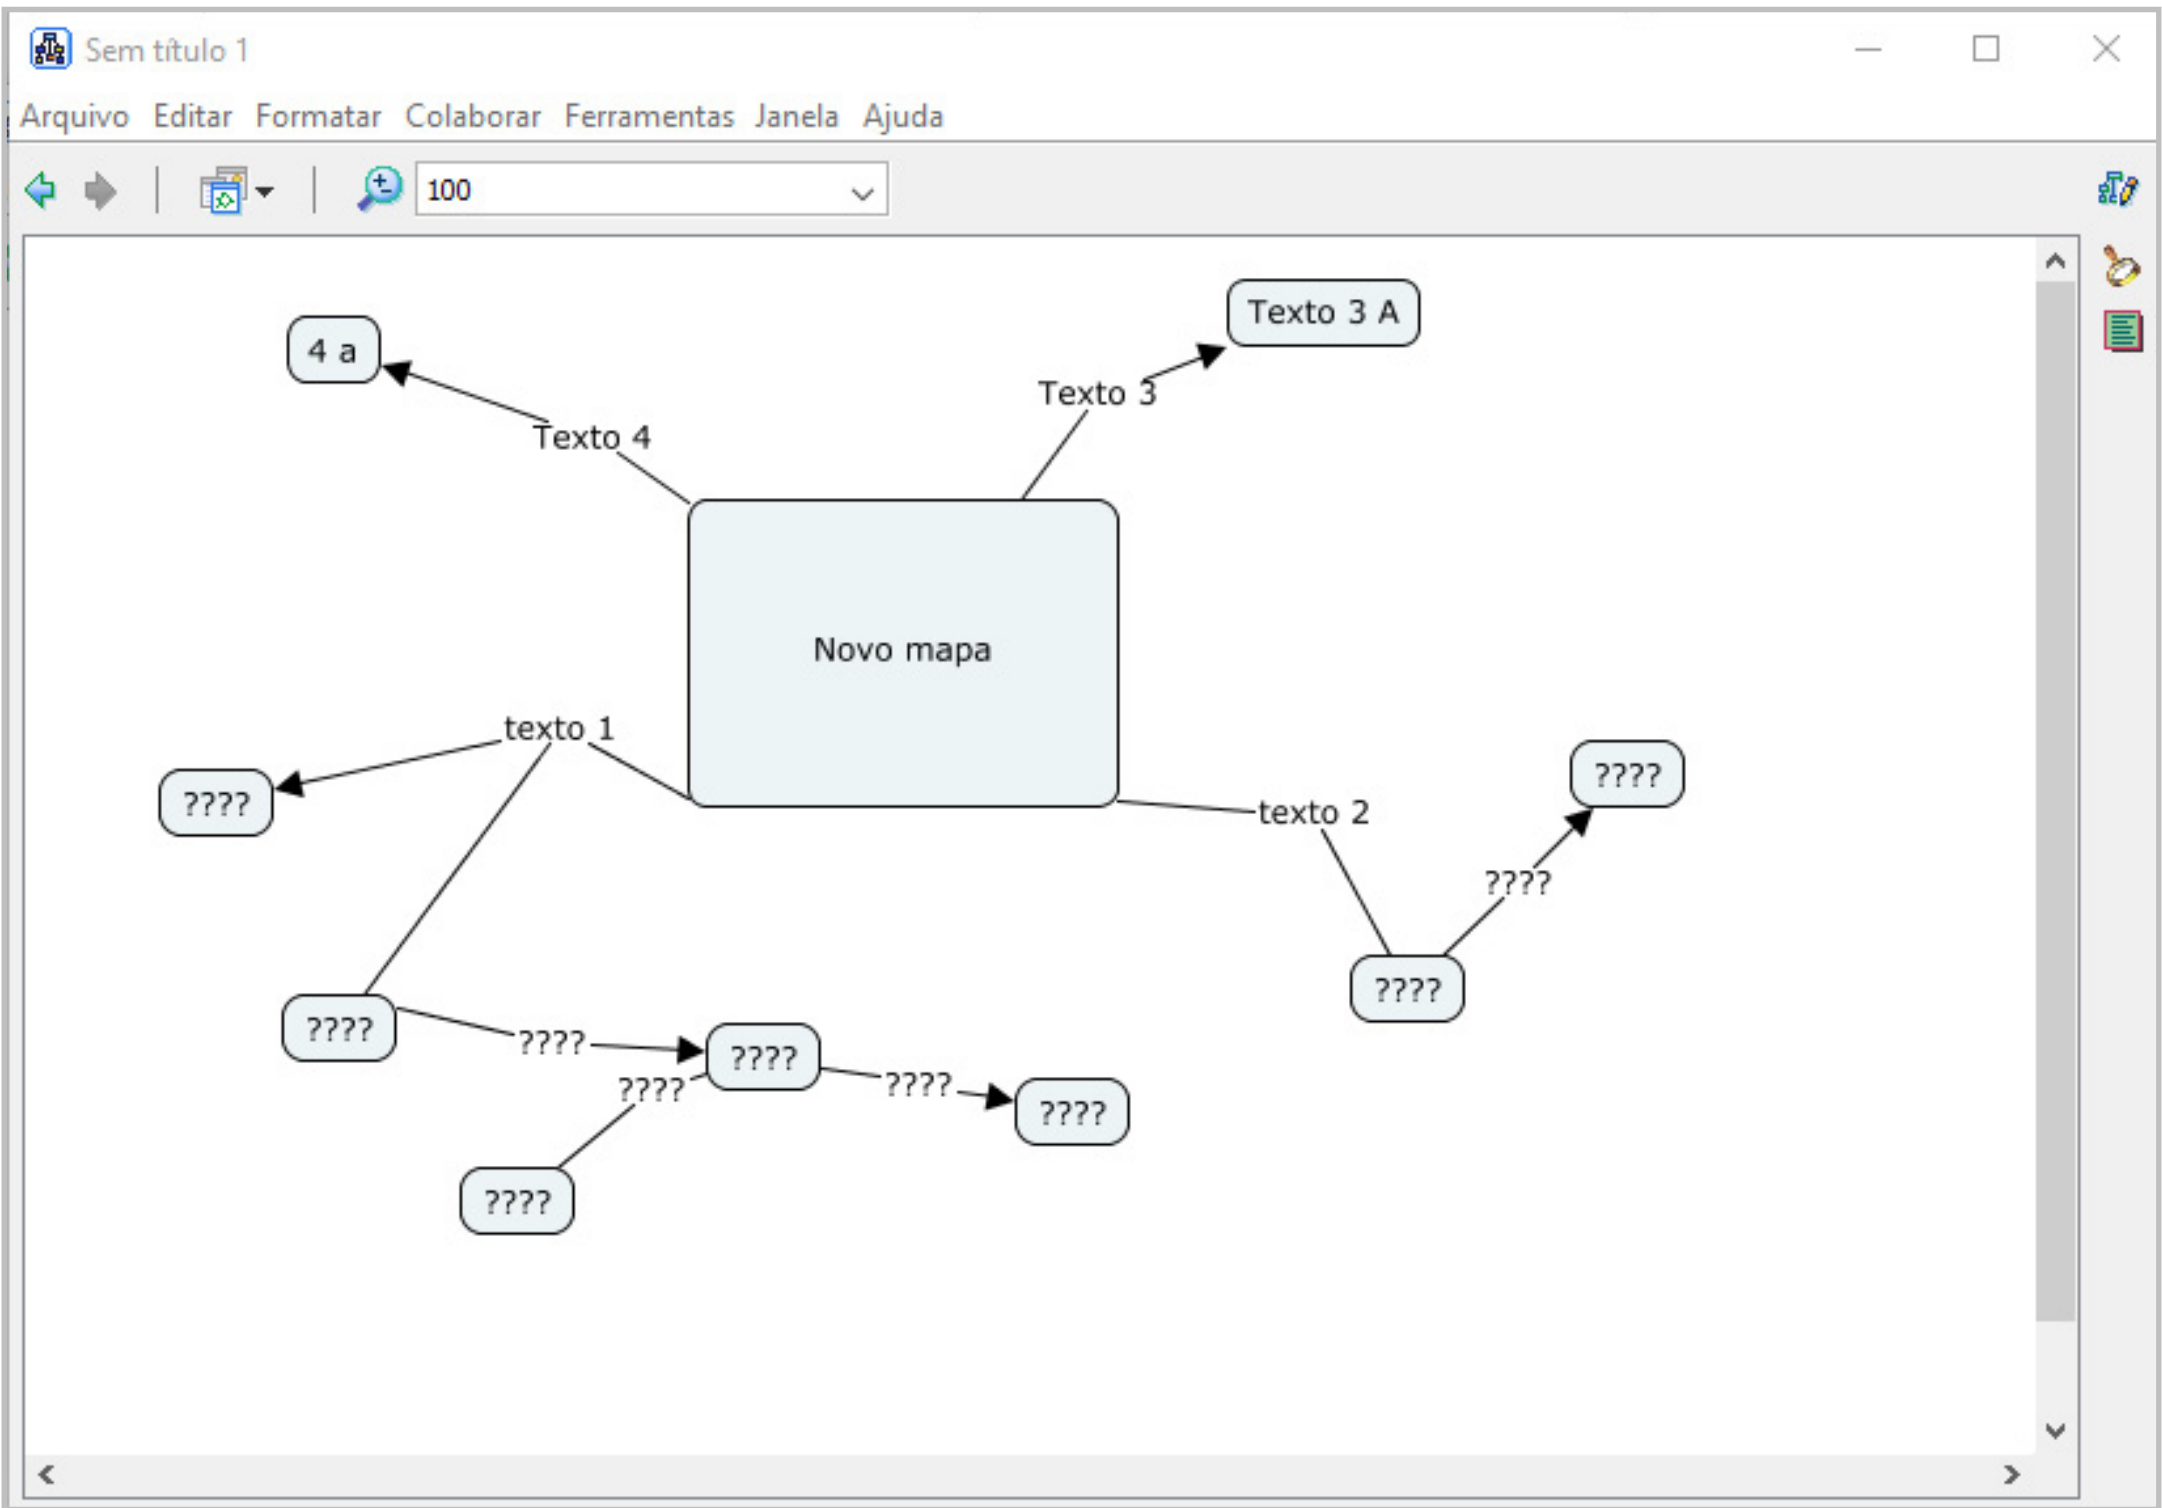 Sem título 1
Arquivo Editar Formatar Colaborar Ferramentas Janela Ajuda
100
Texto 3 A
4 a
Texto 3
Texto 4
Novo mapa
texto 1
????
????
texto 2
????
????
????
????
????
????
????
????
????